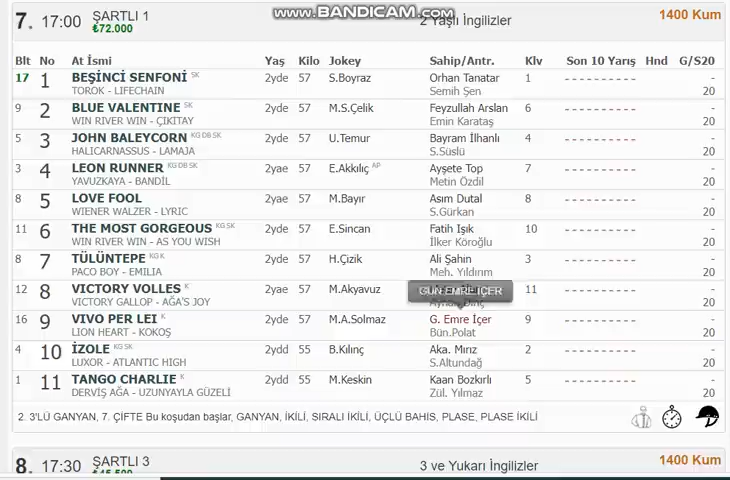 www.BANDICAM.com
7. 17:00 ŞARTLI 1 2 Yaşlı İngilizler 1400 Kum
₺72.000
Blt No At İsmi Yaş Kilo Jokey Sahip/Antr. Klv Son 10 Yarış Hnd G/S20
17 1 BEŞİNCİ SENFONİ SK 2yde 57 S.Boyraz Orhan Tanatar 1 - - - - - - - - - - -
TOROK - LIFECHAIN Semih Şen 20
9 2 BLUE VALENTINE SK 2yde 57 M.S.Çelik Feyzullah Arslan 6 - - - - - - - - - - -
WIN RIVER WIN - ÇIKITAY Emin Karataş 20
5 3 JOHN BALEYCORN KG DB SK 2yde 57 U.Temur Bayram İlhanlı 4 - - - - - - - - - - -
HALICARNASSUS - LAMAJA S.Süslü 20
3 4 LEON RUNNER KG DB SK 2yae 57 E.Akkılıç AP Ayşete Top 7 - - - - - - - - - - -
YAVUZKAYA - BANDIL Metin Özdil 20
8 5 LOVE FOOL 2yae 57 M.Bayır Asım Dutal 8 - - - - - - - - - - -
WIENER WALZER - LYRIC S.Gürkan 20
11 6 THE MOST GORGEOUS KG SK 2yae 57 E.Sincan Fatih Işık 10 - - - - - - - - - - -
WIN RIVER WIN - AS YOU WISH İlker Köroğlu 20
8 7 TÜLÜNTEPE KG K 2yde 57 H.Çizik Ali Şahin 3 - - - - - - - - - - -
PACO BOY - EMILIA Meh. Yıldırım 20
12 8 VICTORY VOLLES K 2yae 57 M.Akyavuz GÜN EMRE İÇER 11 - - - - - - - - - - -
VICTORY GALLOP - AĞA'S JOY 20
16 9 VIVO PER LEI K 2yde 57 M.A.Solmaz G. Emre İçer 9 - - - - - - - - - - -
LION HEART - KOKOŞ Bün.Polat 20
4 10 İZOLE KG SK 2ydd 55 B.Kılınç Aka. Mırız 2 - - - - - - - - - - -
LUXOR - ATLANTIC HIGH S.Altundağ 20
1 11 TANGO CHARLIE K 2ydd 55 M.Keskin Kaan Bozkırlı 5 - - - - - - - - - - -
DERVİŞ AĞA - UZUNYAYLA GÜZELİ Zül. Yılmaz 20
2. 3'LÜ GANYAN, 7. ÇİFTE Bu koşudan başlar, GANYAN, İKİLİ, SIRALI İKİLİ, ÜÇLÜ BAHİS, PLASE, PLASE İKİLİ
8. 17:30 ŞARTLI 3 3 ve Yukarı İngilizler 1400 Kum